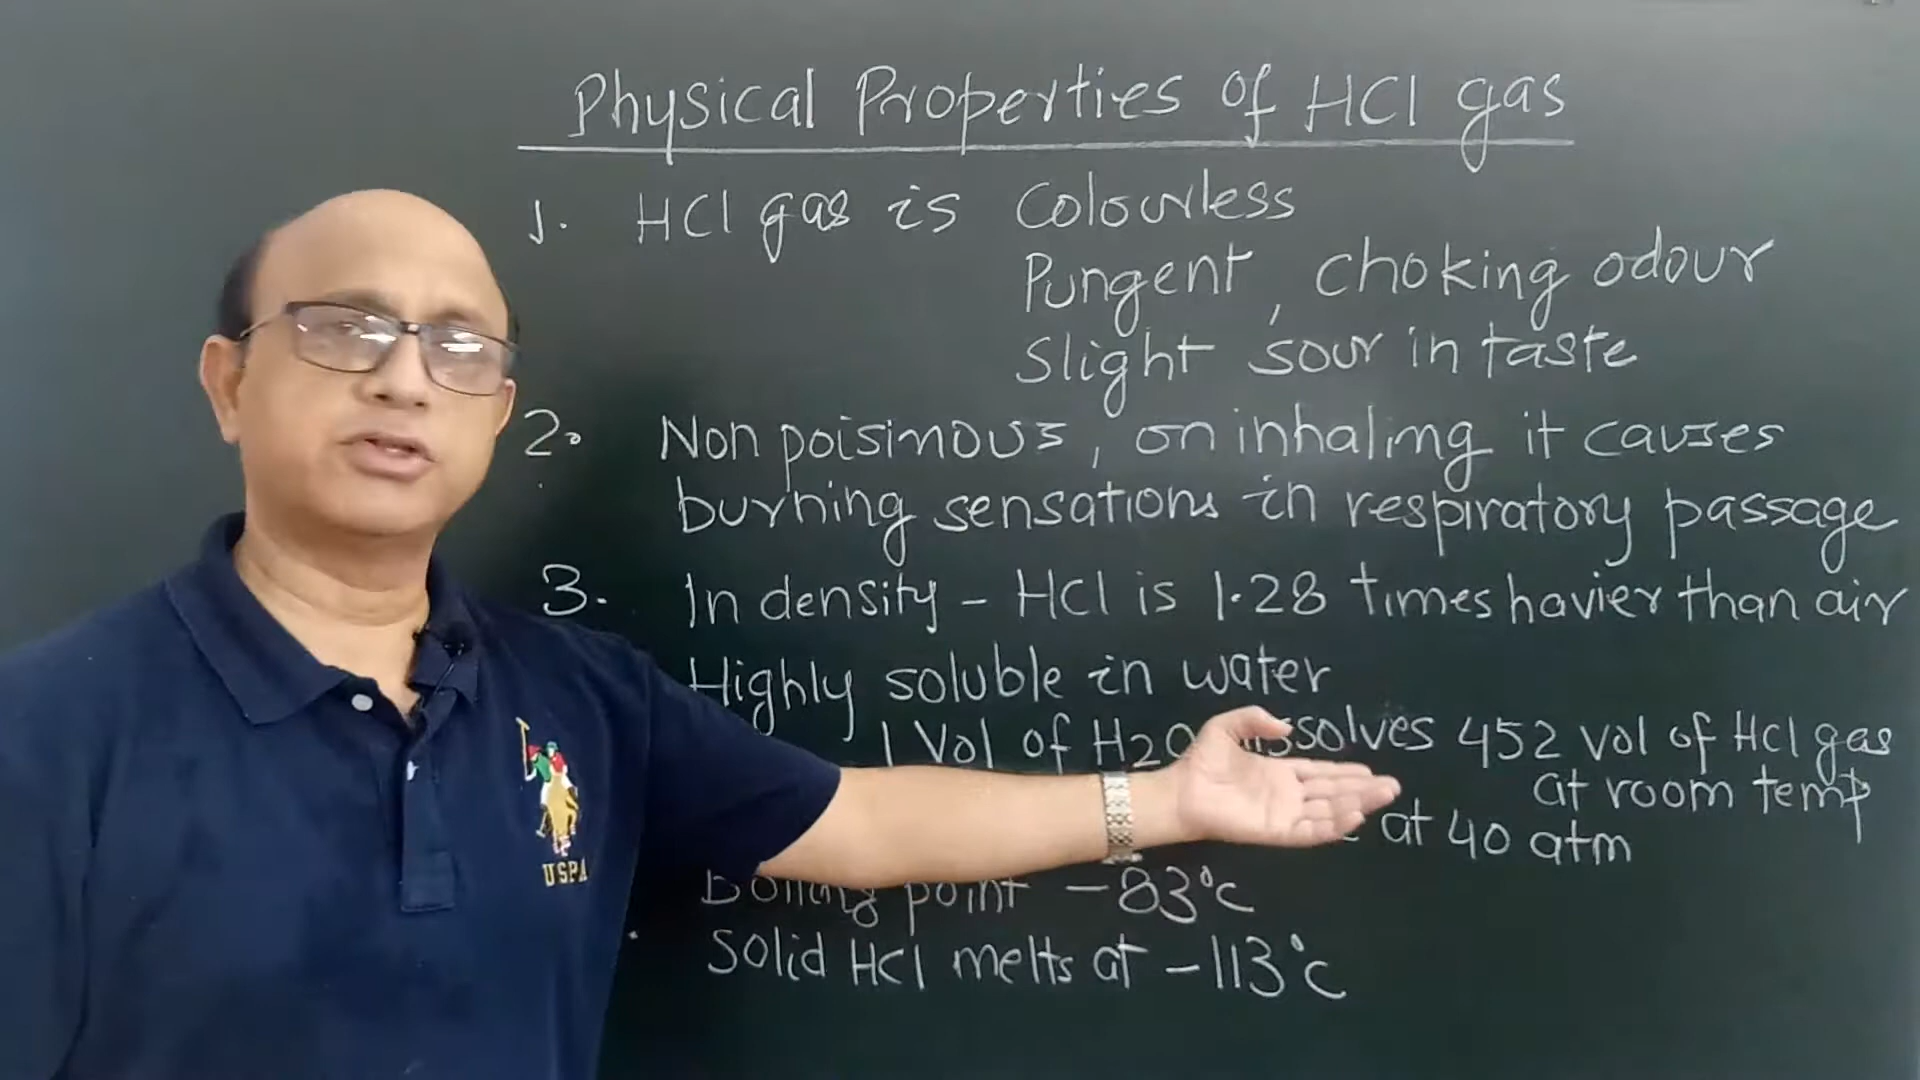 Physical Properties of HCl gas
1. HCl gas is Colourless
Pungent, choking odour
Slight sour in taste
2. Non poisinous, on inhaling it causes
burning sensations in respiratory passage
3. In density - HCl is 1.28 times havier than air
Highly soluble in water
1 Vol of H2O dissolves 452 vol of HCl gas
at room temp
at 40 atm
Boiling point -83°c
Solid HCl melts at -113°c
USPA